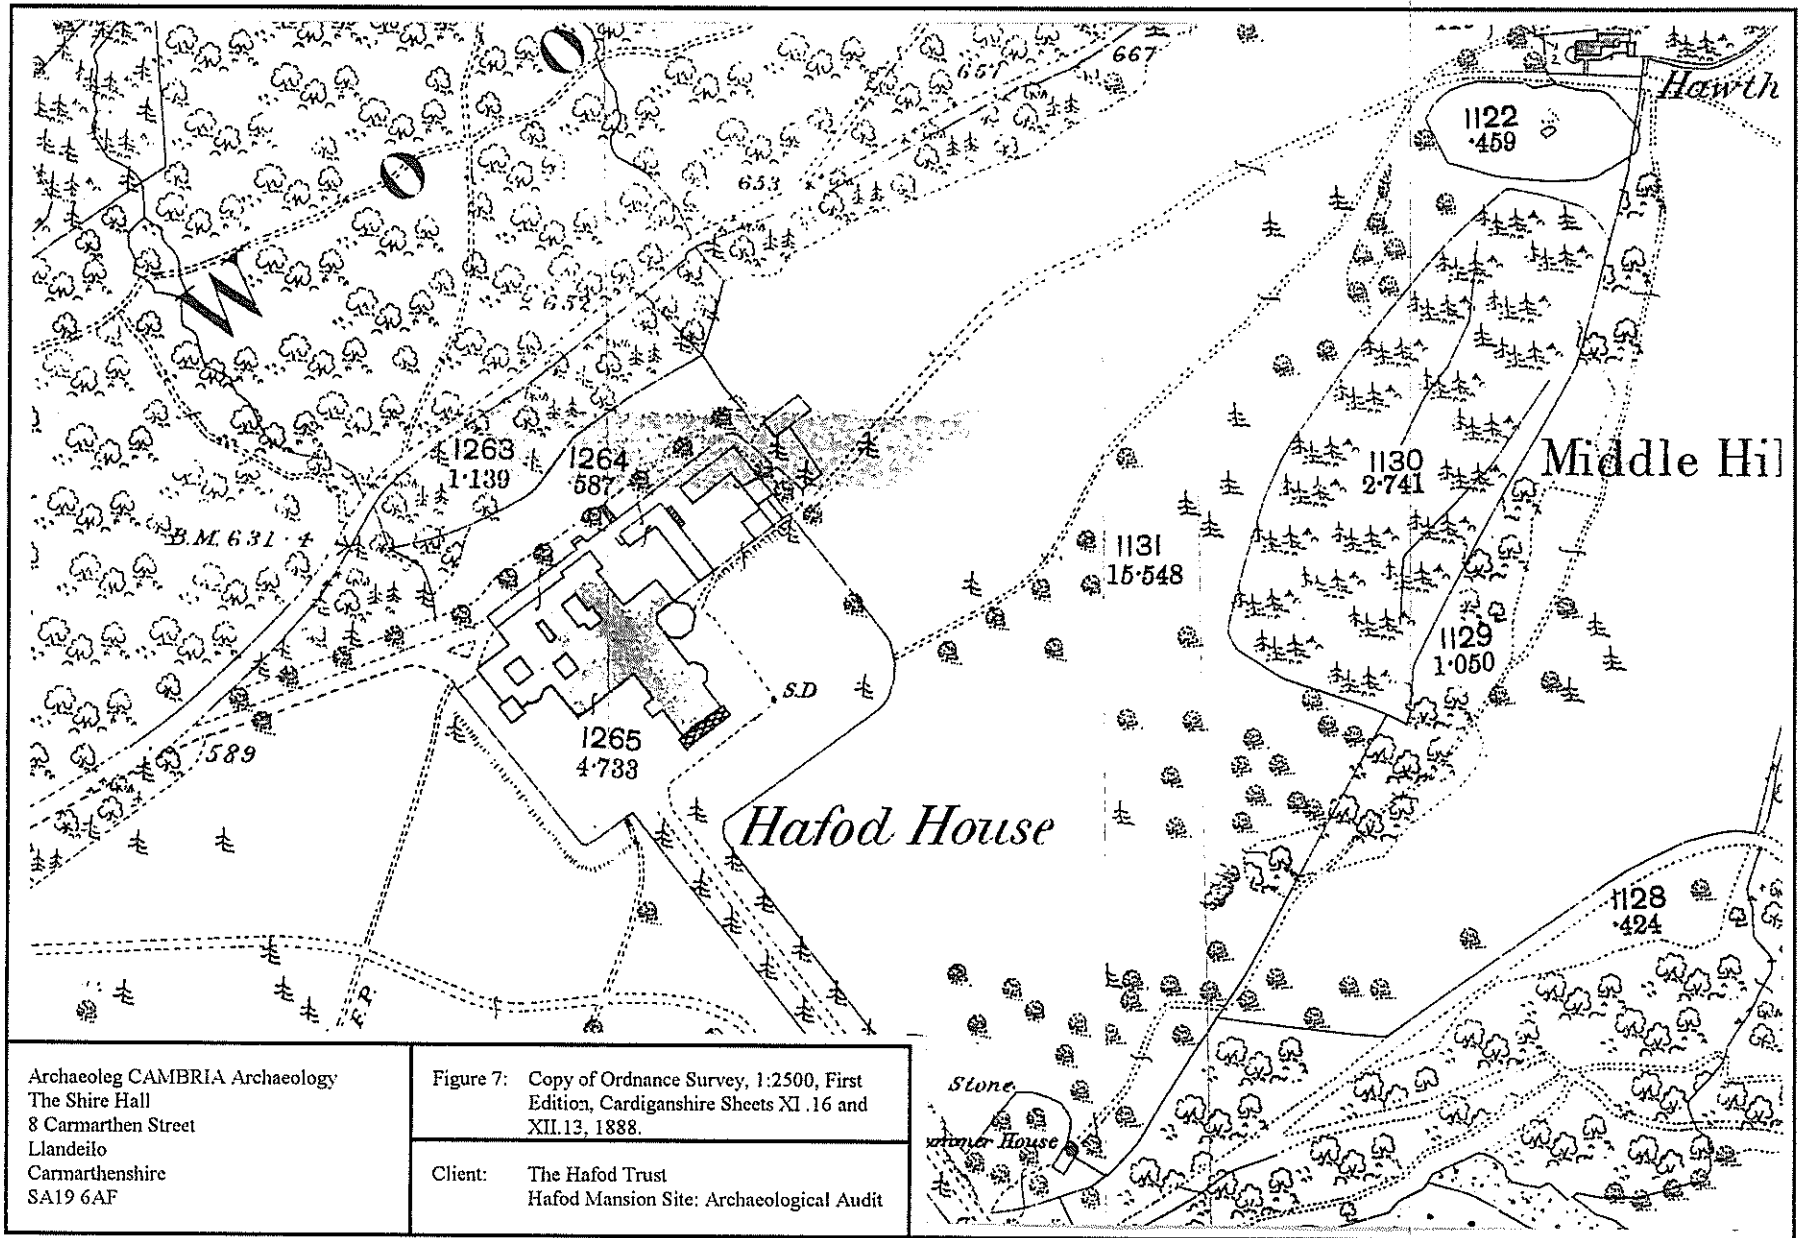 657
667
Hawth
1122
·459
653
W
O
O
652
1263
1·139
1264
·587
1130
2·741
Middle Hil
B.M. 631·4
1131
15·548
1129
1·050
S.D
1265
4·733
589
Hafod House
1128
·424
F.P
Stone
ummer House
Archaeoleg CAMBRIA Archaeology
The Shire Hall
8 Carmarthen Street
Llandeilo
Carmarthenshire
SA19 6AF
Figure 7: Copy of Ordnance Survey, 1:2500, First
Edition, Cardiganshire Sheets XI .16 and
XII.13, 1888.
Client: The Hafod Trust
Hafod Mansion Site: Archaeological Audit